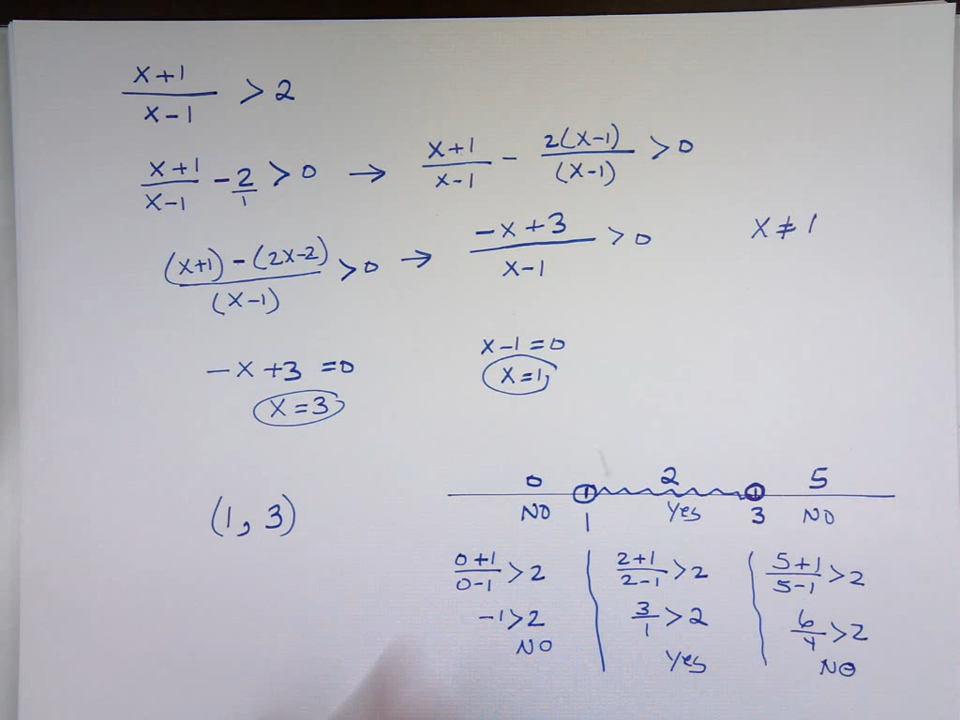 (x+1)/(x-1) > 2
(x+1)/(x-1) - 2/1 > 0 → (x+1)/(x-1) - 2(x-1)/(x-1) > 0
((x+1) - (2x-2))/(x-1) > 0 → (-x+3)/(x-1) > 0 x ≠ 1
-x+3 = 0 x-1 = 0
x = 3 x = 1
(1, 3)
0 2 5
NO 1 Yes 3 NO
(0+1)/(0-1) > 2 (2+1)/(2-1) > 2 (5+1)/(5-1) > 2
-1 > 2 3/1 > 2 6/4 > 2
NO Yes NO